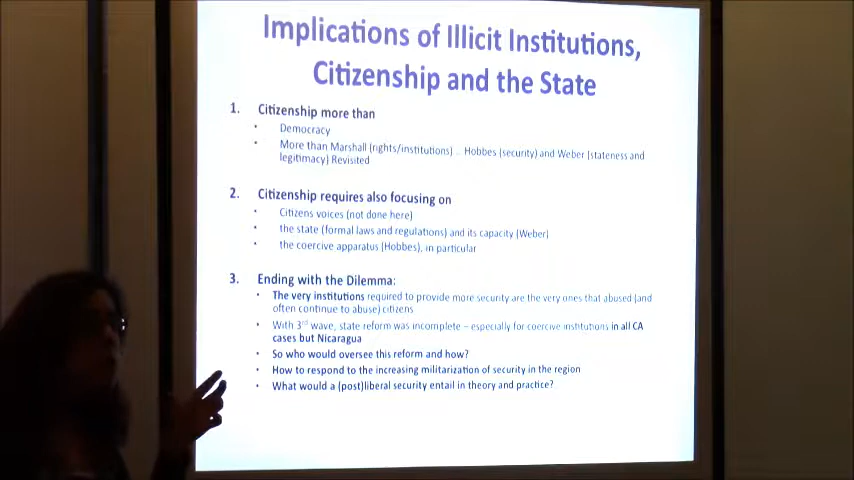 Implications of Illicit Institutions,
Citizenship and the State
1. Citizenship more than
• Democracy
• More than Marshall (rights/institutions) .. Hobbes (security) and Weber (stateness and
legitimacy) Revisited
2. Citizenship requires also focusing on
• Citizens voices (not done here)
• the state (formal laws and regulations) and its capacity (Weber)
• the coercive apparatus (Hobbes), in particular
3. Ending with the Dilemma:
• The very institutions required to provide more security are the very ones that abused (and
often continue to abuse) citizens
• With 3rd wave, state reform was incomplete – especially for coercive institutions in all CA
cases but Nicaragua
• So who would oversee this reform and how?
• How to respond to the increasing militarization of security in the region
• What would a (post)liberal security entail in theory and practice?